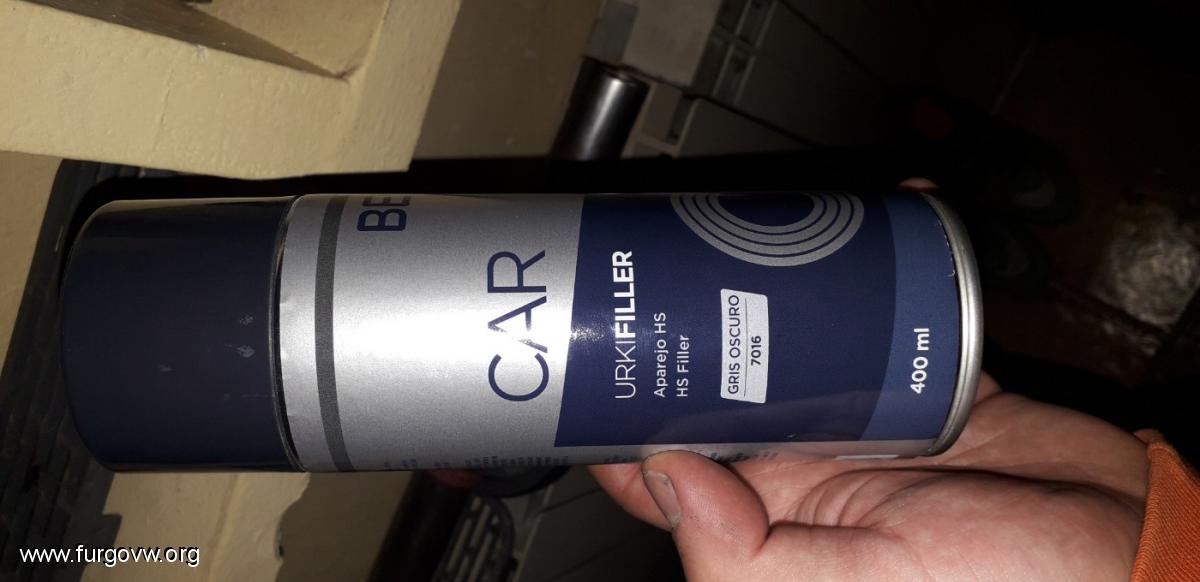 BE
CAR
URKIFILLER
Aparejo HS
HS Filler
GRIS OSCURO
7016
400 ml
www.furgovw.org